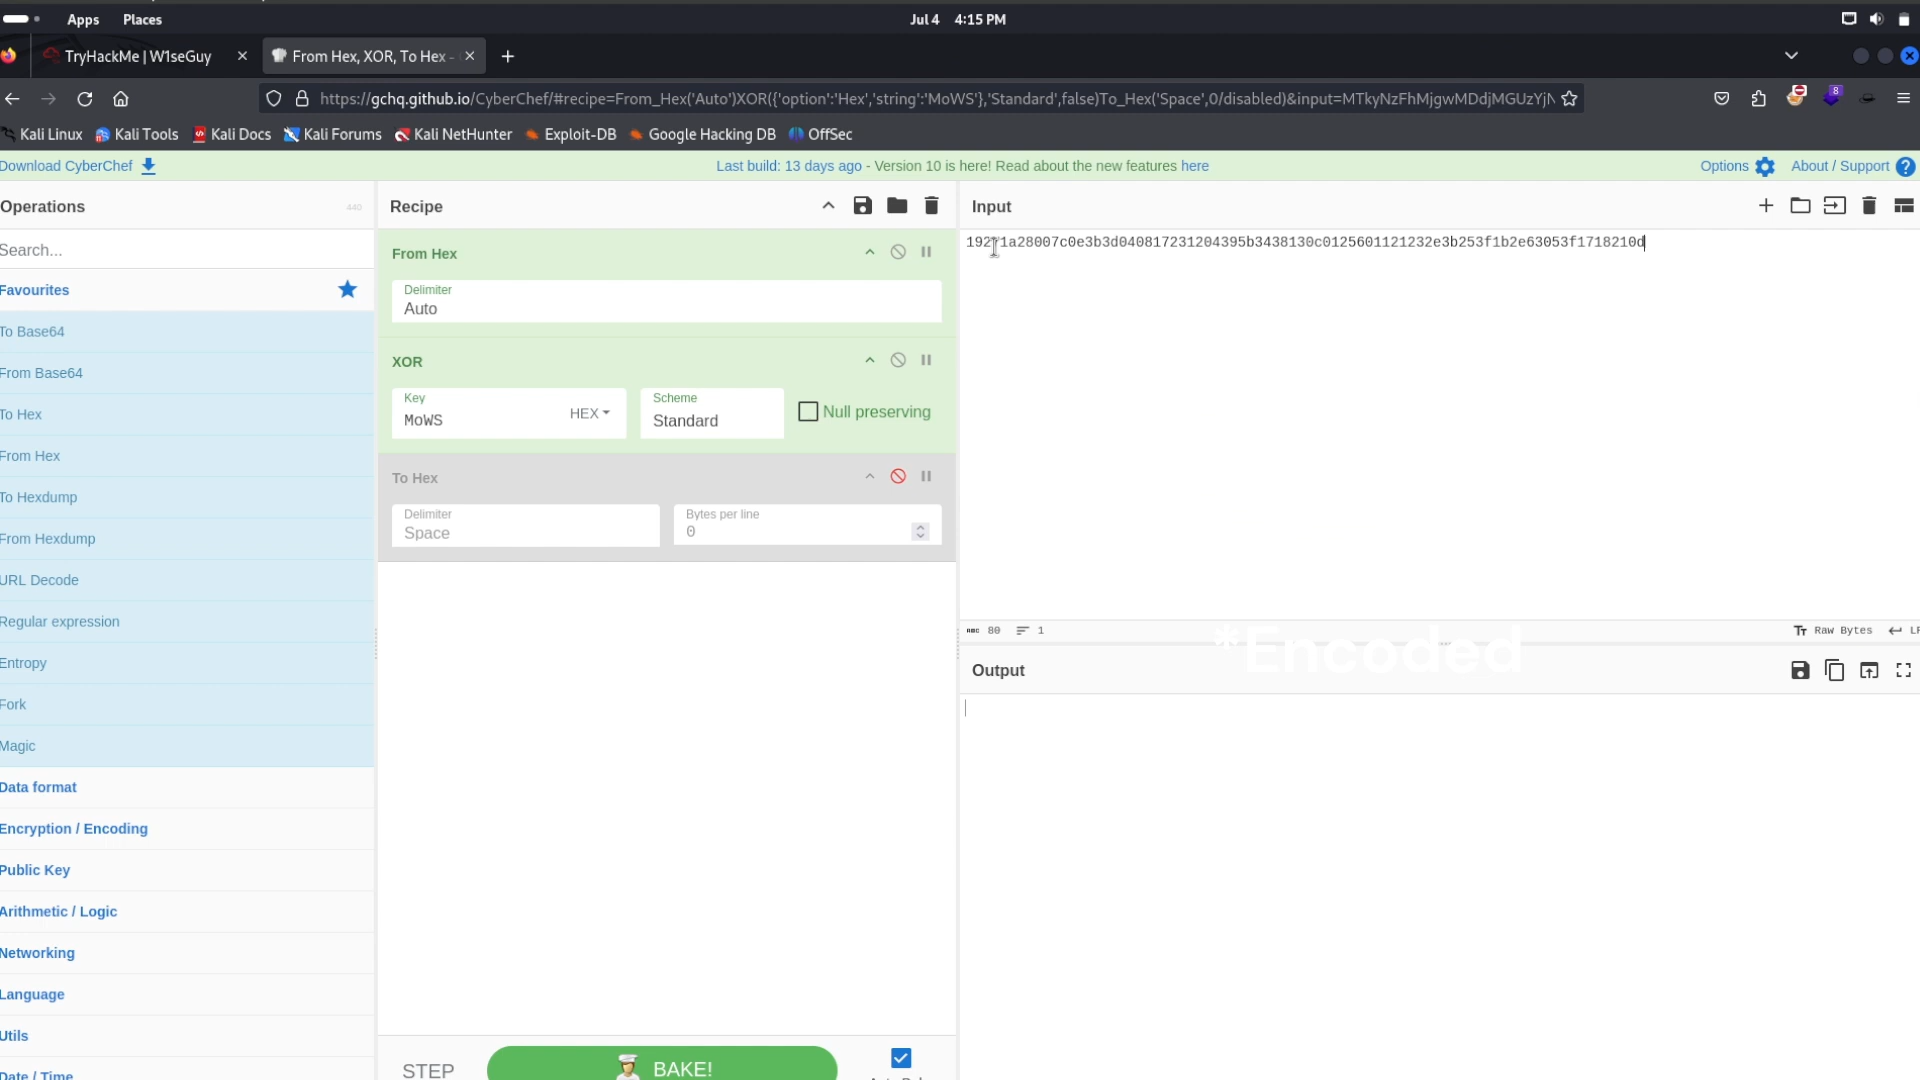 Apps Places
Jul 4 4:15 PM
TryHackMe | W1seGuy
From Hex, XOR, To Hex -
https://gchq.github.io/CyberChef/#recipe=From_Hex('Auto')XOR({'option':'Hex','string':'MoWS'},'Standard',false)To_Hex('Space',0/disabled)&input=MTkyNzFhMjgwMDdjMGUzYjN
8
Kali Linux Kali Tools Kali Docs Kali Forums Kali NetHunter Exploit-DB Google Hacking DB OffSec
Download CyberChef
Last build: 13 days ago - Version 10 is here! Read about the new features here
Options
About / Support
Operations
440
Search...
Favourites
To Base64
From Base64
To Hex
From Hex
To Hexdump
From Hexdump
URL Decode
Regular expression
Entropy
Fork
Magic
Data format
Encryption / Encoding
Public Key
Arithmetic / Logic
Networking
Language
Utils
Date / Time
Recipe
From Hex
Delimiter
Auto
XOR
Key
MoWS
HEX
Scheme
Standard
Null preserving
To Hex
Delimiter
Space
Bytes per line
0
STEP
BAKE!
Input
19271a28007c0e3b3d040817231204395b3438130c0125601121232e3b253f1b2e63053f1718210d
80
1
Raw Bytes
*Encoded
Output